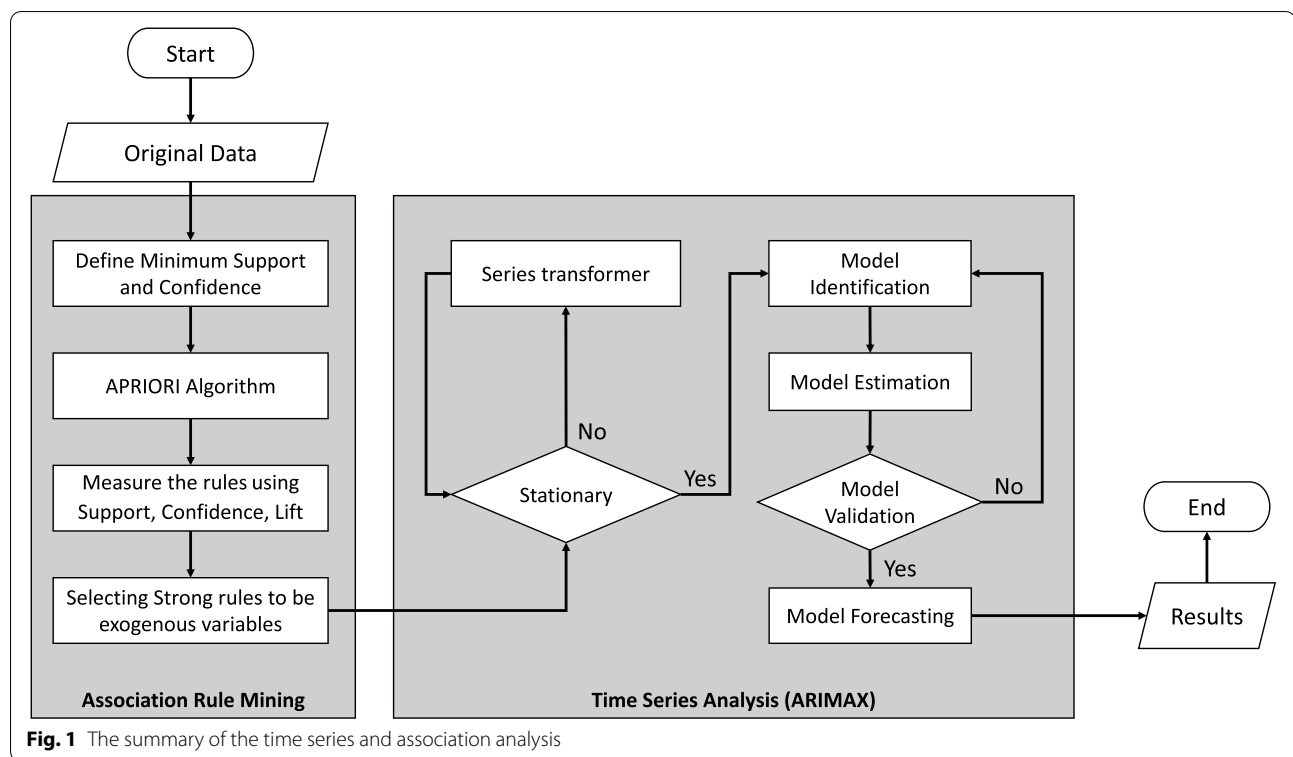 Start
Original Data
Define Minimum Support
and Confidence
APRIORI Algorithm
Measure the rules using
Support, Confidence, Lift
Selecting Strong rules to be
exogenous variables
Association Rule Mining
Series transformer
No
Stationary
Yes
Model
Identification
Model Estimation
Model
Validation
No
Yes
Model Forecasting
Time Series Analysis (ARIMAX)
End
Results
Fig. 1 The summary of the time series and association analysis